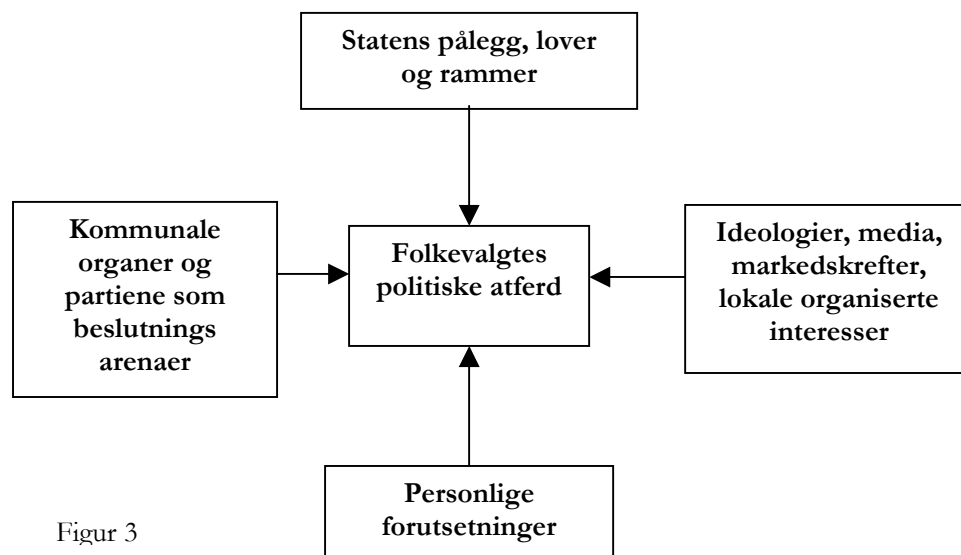 Statens pålegg, lover
og rammer
Kommunale
organer og
partiene som
beslutnings
arenaer
Folkevalgtes
politiske atferd
Ideologier, media,
markedskrefter,
lokale organiserte
interesser
Personlige
forutsetninger
Figur 3